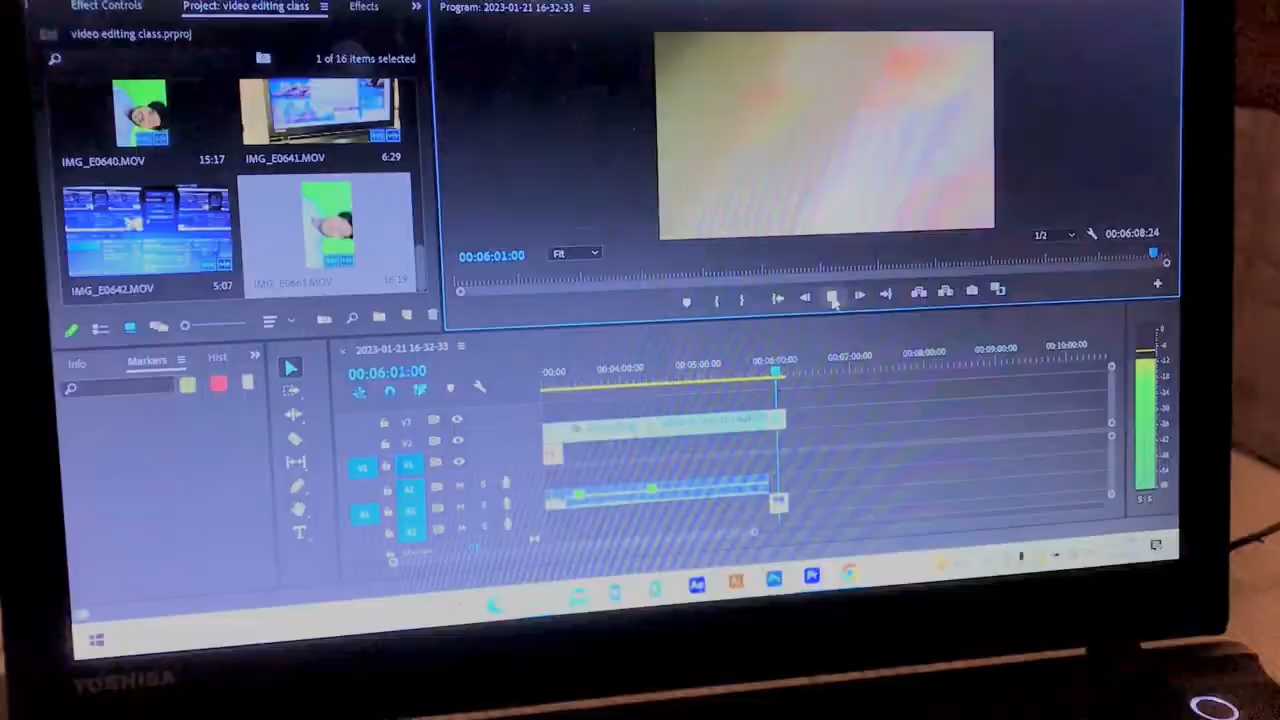 Effect Controls
Project: video editing class
Effects
Program: 2023-01-21 16-32-33
video editing class.prproj
1 of 16 items selected
IMG_E0640.MOV 15:17
IMG_E0641.MOV 6:29
IMG_E0642.MOV 5:07
16:19
00:06:01:00
Fit
1/2
00:06:08:24
Info
Markers
Hist
2023-01-21 16-32-33
00:06:01:00
:00:00
00:04:00:00
00:05:00:00
00:06:00:00
00:07:00:00
00:08:00:00
00:09:00:00
00:10:00:00
V2
M S
M S
M S
S S
Ae
Ai
Pr
TOSHIBA